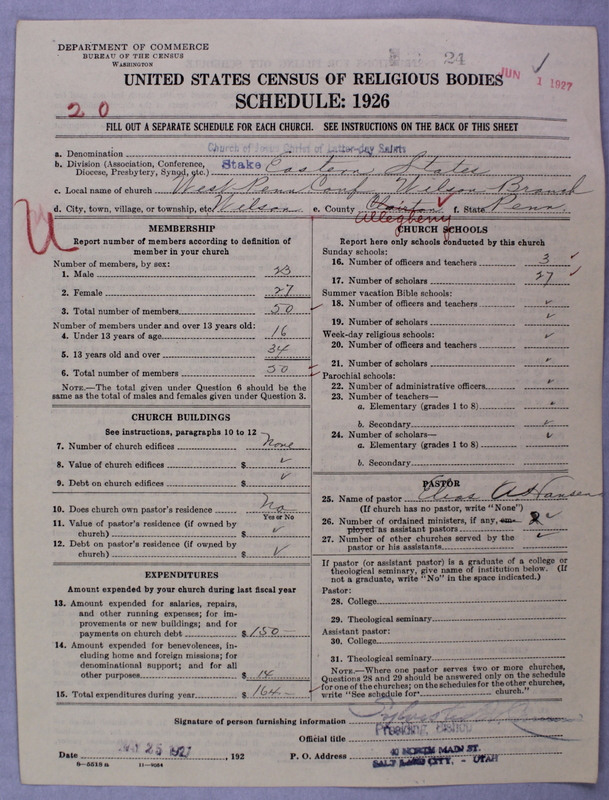 DEPARTMENT OF COMMERCE
BUREAU OF THE CENSUS
WASHINGTON
24
JUN 1 1927
UNITED STATES CENSUS OF RELIGIOUS BODIES
SCHEDULE: 1926
20
FILL OUT A SEPARATE SCHEDULE FOR EACH CHURCH. SEE INSTRUCTIONS ON THE BACK OF THIS SHEET
a. Denomination Church of Jesus Christ of Latter-day Saints
b. Division (Association, Conference, Diocese, Presbytery, Synod, etc.) Stake Eastern States
c. Local name of church West Penn Conf Wilson Branch
d. City, town, village, or township, etc. Wilson e. County Clairton Allegheny f. State Penn.
MEMBERSHIP
Report number of members according to definition of
member in your church
Number of members, by sex:
1. Male 23
2. Female 27
3. Total number of members 50
Number of members under and over 13 years old:
4. Under 13 years of age 16
5. 13 years old and over 34
6. Total number of members 50
NOTE.—The total given under Question 6 should be the
same as the total of males and females given under Question 3.
CHURCH BUILDINGS
See instructions, paragraphs 10 to 12
7. Number of church edifices None
8. Value of church edifices $ ✓
9. Debt on church edifices $ ✓
10. Does church own pastor's residence No
Yes or No
11. Value of pastor's residence (if owned by
church) $ ✓
12. Debt on pastor's residence (if owned by
church) $ ✓
EXPENDITURES
Amount expended by your church during last fiscal year
13. Amount expended for salaries, repairs,
and other running expenses; for im-
provements or new buildings; and for
payments on church debt $ 150
14. Amount expended for benevolences, in-
cluding home and foreign missions; for
denominational support; and for all
other purposes $ 14
15. Total expenditures during year $ 164
CHURCH SCHOOLS
Report here only schools conducted by this church
Sunday schools:
16. Number of officers and teachers 3
17. Number of scholars 27
Summer vacation Bible schools:
18. Number of officers and teachers ✓
19. Number of scholars ✓
Week-day religious schools: ✓
20. Number of officers and teachers
21. Number of scholars ✓
Parochial schools:
22. Number of administrative officers ✓
23. Number of teachers—
a. Elementary (grades 1 to 8) ✓
b. Secondary ✓
24. Number of scholars— ✓
a. Elementary (grades 1 to 8)
b. Secondary
PASTOR
25. Name of pastor
(If church has no pastor, write "None")
26. Number of ordained ministers, if any, em-
ployed as assistant pastors 2 ✓
27. Number of other churches served by the
pastor or his assistants ✓
If pastor (or assistant pastor) is a graduate of a college or
theological seminary, give name of institution below. (If
not a graduate, write "No" in the space indicated.)
Pastor:
28. College
29. Theological seminary
Assistant pastor:
30. College
31. Theological seminary
NOTE.—Where one pastor serves two or more churches,
Questions 28 and 29 should be answered only on the schedule
for one of the churches; on the schedules for the other churches,
write "See schedule for church."
Signature of person furnishing information
Official title Presiding Bishop
Date 25 1927, 192 P. O. Address 40 NORTH MAIN ST.
SALT LAKE CITY, - UTAH
8—5513 a 11—9064